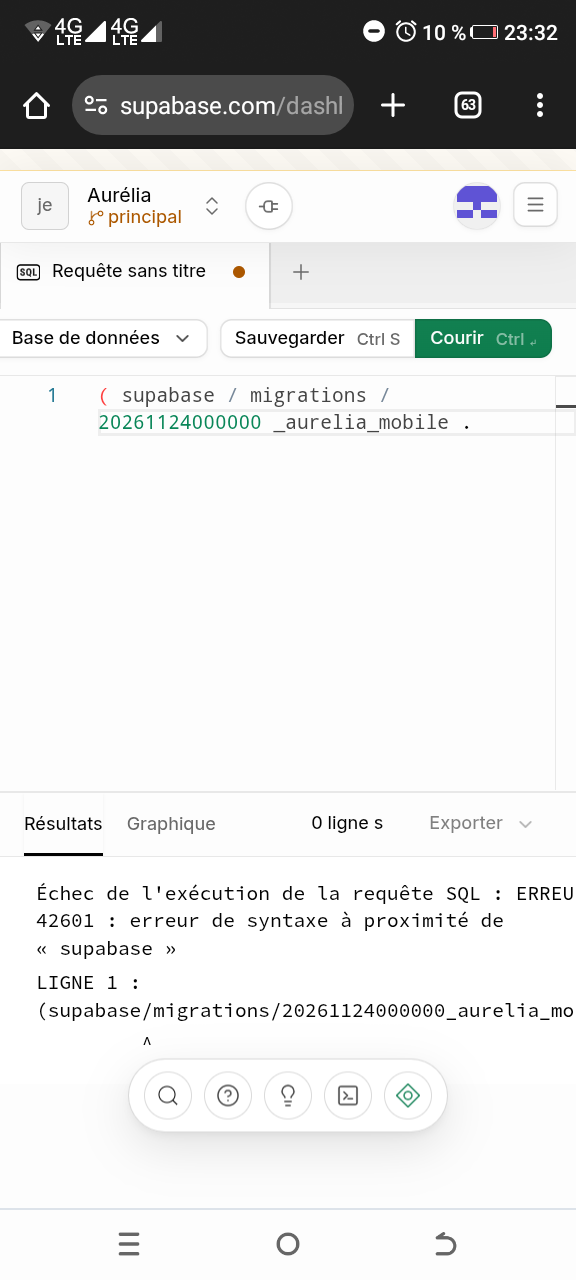 4G LTE 4G LTE 10 % 23:32
supabase.com/dashl 63
je Aurélia
principal
SQL Requête sans titre
Base de données Sauvegarder Ctrl S Courir Ctrl ↵
1 ( supabase / migrations /
20261124000000 _aurelia_mobile .
Résultats Graphique 0 ligne s Exporter
Échec de l'exécution de la requête SQL : ERREU
42601 : erreur de syntaxe à proximité de
« supabase »
LIGNE 1 :
(supabase/migrations/20261124000000_aurelia_mo
^